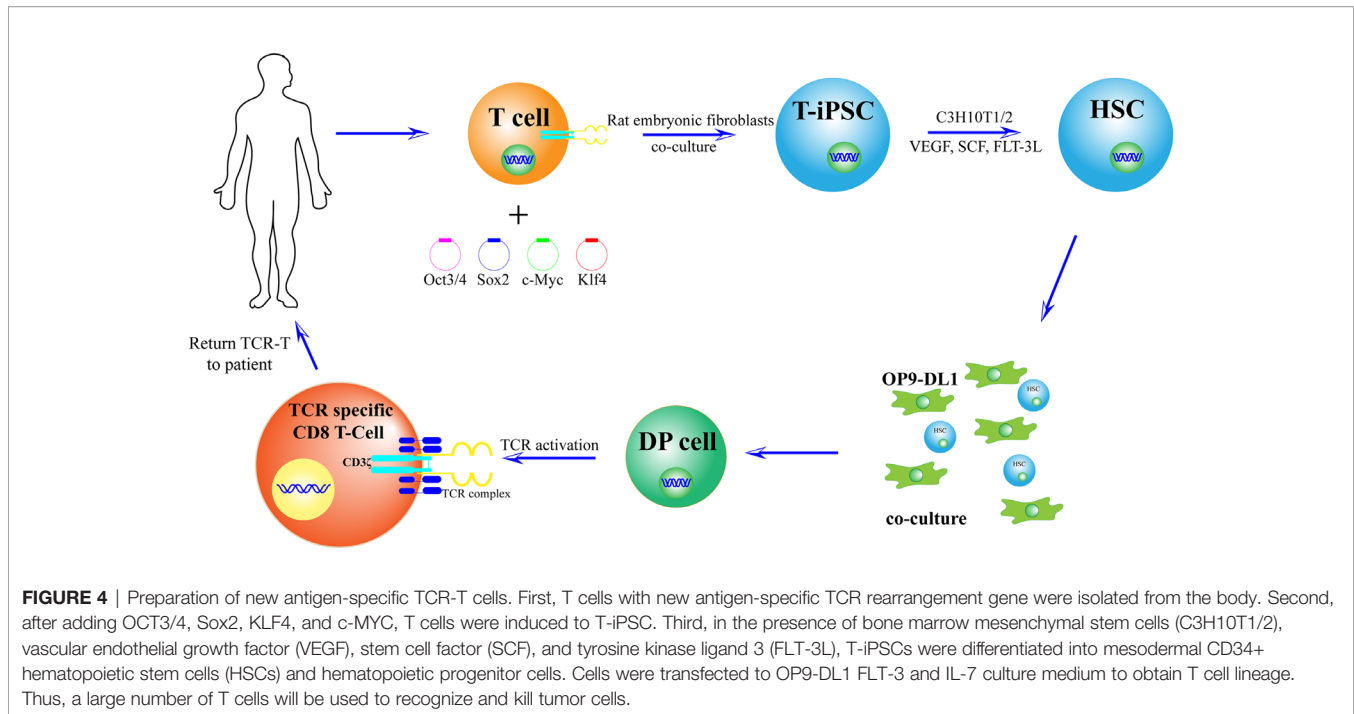 T cell
Rat embryonic fibroblasts
co-culture
T-iPSC
C3H10T1/2
VEGF, SCF, FLT-3L
HSC
+
Oct3/4
Sox2
c-Myc
Klf4
Return TCR-T
to patient
TCR specific
CD8 T-Cell
CD3ζ
TCR complex
TCR activation
DP cell
OP9-DL1
HSC
HSC
HSC
co-culture
FIGURE 4 | Preparation of new antigen-specific TCR-T cells. First, T cells with new antigen-specific TCR rearrangement gene were isolated from the body. Second,
after adding OCT3/4, Sox2, KLF4, and c-MYC, T cells were induced to T-iPSC. Third, in the presence of bone marrow mesenchymal stem cells (C3H10T1/2),
vascular endothelial growth factor (VEGF), stem cell factor (SCF), and tyrosine kinase ligand 3 (FLT-3L), T-iPSCs were differentiated into mesodermal CD34+
hematopoietic stem cells (HSCs) and hematopoietic progenitor cells. Cells were transfected to OP9-DL1 FLT-3 and IL-7 culture medium to obtain T cell lineage.
Thus, a large number of T cells will be used to recognize and kill tumor cells.